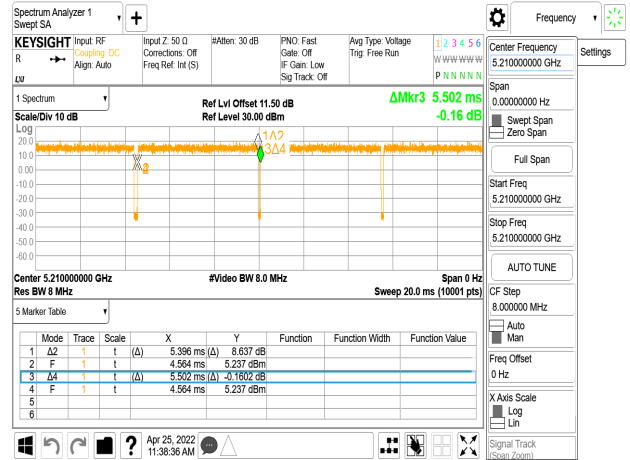 Spectrum Analyzer 1
Swept SA
Frequency
KEYSIGHT
R
Input: RF
Coupling: DC
Align: Auto
Input Z: 50 Ω
Corrections: Off
Freq Ref: Int (S)
#Atten: 30 dB
PNO: Fast
Gate: Off
IF Gain: Low
Sig Track: Off
Avg Type: Voltage
Trig: Free Run
1 2 3 4 5 6
W W W W W W
P N N N N N
Center Frequency
5.210000000 GHz
Settings
Span
0.00000000 Hz
Swept Span
Zero Span
Full Span
Start Freq
5.210000000 GHz
Stop Freq
5.210000000 GHz
AUTO TUNE
CF Step
8.000000 MHz
Auto
Man
Freq Offset
0 Hz
X Axis Scale
Log
Lin
Signal Track
(Span Zoom)
1 Spectrum
Scale/Div 10 dB
Ref Lvl Offset 11.50 dB
Ref Level 30.00 dBm
ΔMkr3 5.502 ms
-0.16 dB
Log
20.0
10.0
0.00
-10.0
-20.0
-30.0
-40.0
-50.0
-60.0
1Δ2
3Δ4
Center 5.210000000 GHz
Res BW 8 MHz
#Video BW 8.0 MHz
Span 0 Hz
Sweep 20.0 ms (10001 pts)
5 Marker Table
Mode Trace Scale X Y Function Function Width Function Value
1 Δ2 1 t (Δ) 5.396 ms (Δ) 8.637 dB
2 F 1 t 4.564 ms 5.237 dBm
3 Δ4 1 t (Δ) 5.502 ms (Δ) -0.1602 dB
4 F 1 t 4.564 ms 5.237 dBm
5
6
Apr 25, 2022
11:38:36 AM